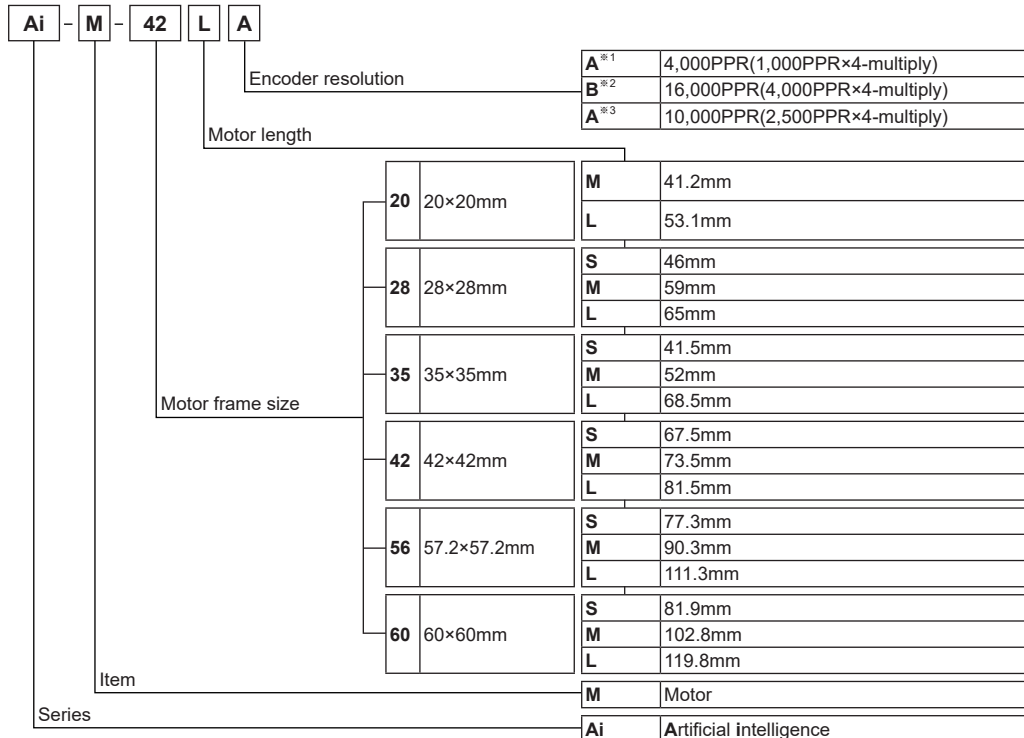 Ai - M - 42 L A
Encoder resolution
A※1 4,000PPR(1,000PPR×4-multiply)
B※2 16,000PPR(4,000PPR×4-multiply)
A※3 10,000PPR(2,500PPR×4-multiply)
Motor length
20 20×20mm
M 41.2mm
L 53.1mm
28 28×28mm
S 46mm
M 59mm
L 65mm
35 35×35mm
S 41.5mm
M 52mm
L 68.5mm
Motor frame size
42 42×42mm
S 67.5mm
M 73.5mm
L 81.5mm
56 57.2×57.2mm
S 77.3mm
M 90.3mm
L 111.3mm
60 60×60mm
S 81.9mm
M 102.8mm
L 119.8mm
Item
M Motor
Series
Ai Artificial intelligence